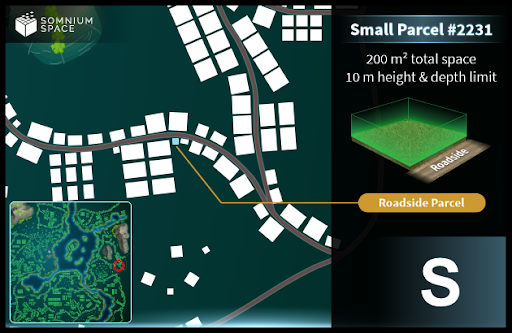 SOMNIUM
SPACE
Small Parcel #2231
200 m² total space
10 m height & depth limit
Roadside
Roadside Parcel
S